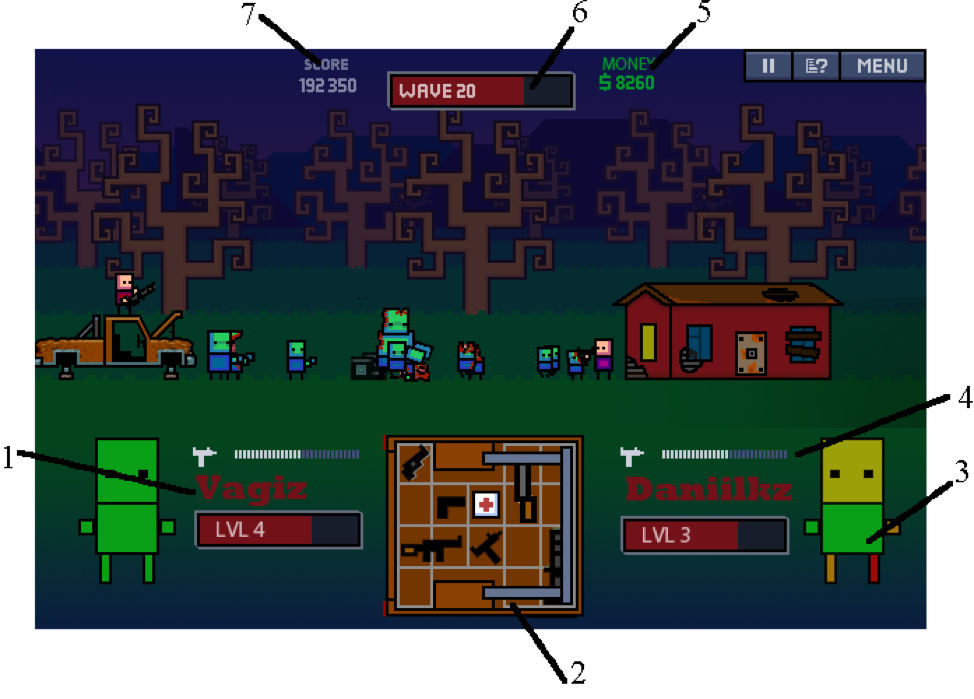 7
6
5
SCORE
192 350
WAVE 20
MONEY
$ 8260
MENU
4
1
3
Vagiz
LVL 4
Daniilkz
LVL 3
2